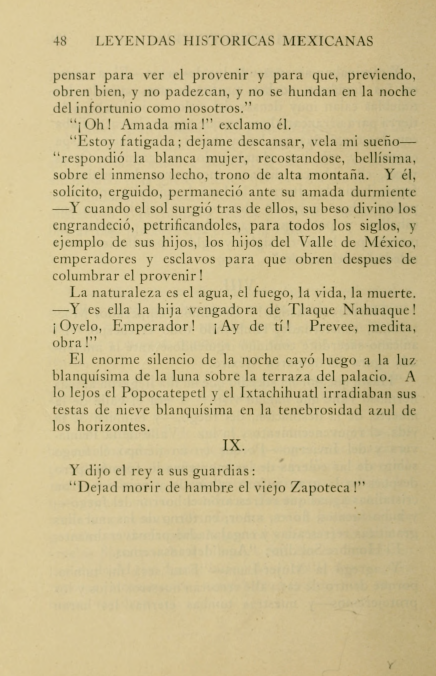 48 LEYENDAS HISTORICAS MEXICANAS
pensar para ver el provenir y para que, previendo,
obren bien, y no padezcan, y no se hundan en la noche
del infortunio como nosotros."
"¡Oh! Amada mia!" exclamo él.
"Estoy fatigada; dejame descansar, vela mi sueño—
"respondió la blanca mujer, recostandose, bellísima,
sobre el inmenso lecho, trono de alta montaña. Y él,
solícito, erguido, permaneció ante su amada durmiente
—Y cuando el sol surgió tras de ellos, su beso divino los
engrandeció, petrificandoles, para todos los siglos, y
ejemplo de sus hijos, los hijos del Valle de México,
emperadores y esclavos para que obren despues de
columbrar el provenir!
La naturaleza es el agua, el fuego, la vida, la muerte.
—Y es ella la hija vengadora de Tlaque Nahuaque!
¡Oyelo, Emperador! ¡Ay de tí! Prevee, medita,
obra!"
El enorme silencio de la noche cayó luego a la luz
blanquísima de la luna sobre la terraza del palacio. A
lo lejos el Popocatepetl y el Ixtachihuatl irradiaban sus
testas de nieve blanquísima en la tenebrosidad azul de
los horizontes.
IX.
Y dijo el rey a sus guardias:
"Dejad morir de hambre el viejo Zapoteca!"